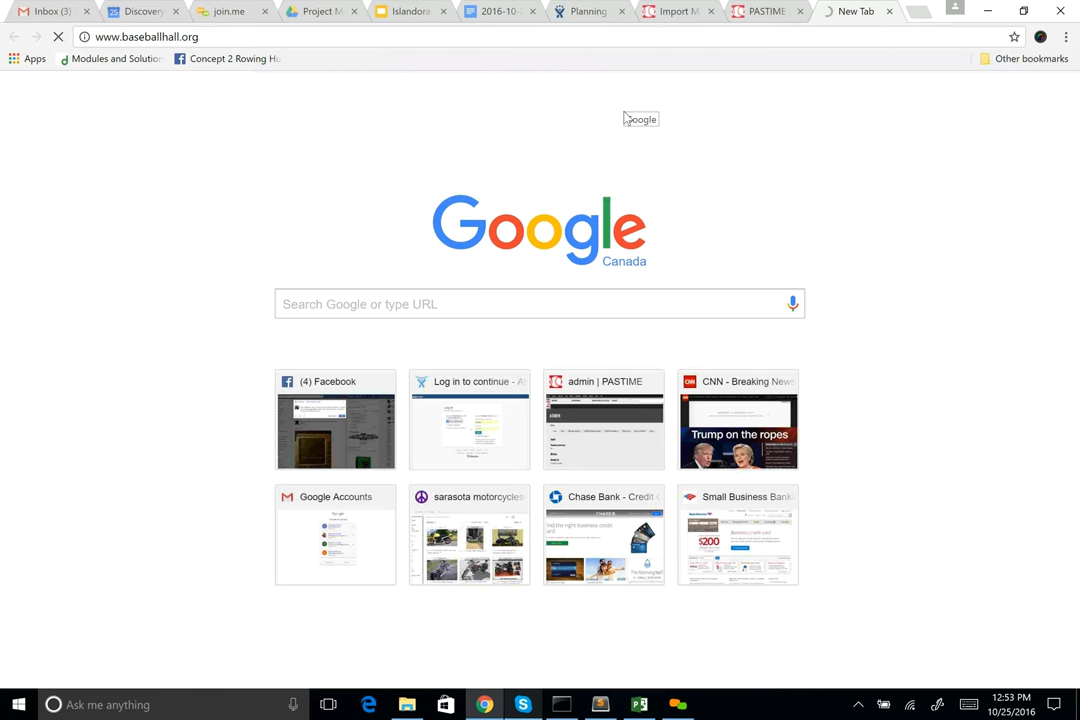 Inbox (3)
Discovery
join.me
Project M
Islandora
2016-10-
Planning
Import M
PASTIME
New Tab
www.baseballhall.org
Apps
Modules and Solution
Concept 2 Rowing Hu
Other bookmarks
Google
Google
Canada
Search Google or type URL
(4) Facebook
Log in to continue - A
admin | PASTIME
CNN - Breaking News
ADMIN
Trump on the ropes
Google Accounts
sarasota motorcycles
Chase Bank - Credit C
Small Business Banki
$200
Ask me anything
12:53 PM
10/25/2016